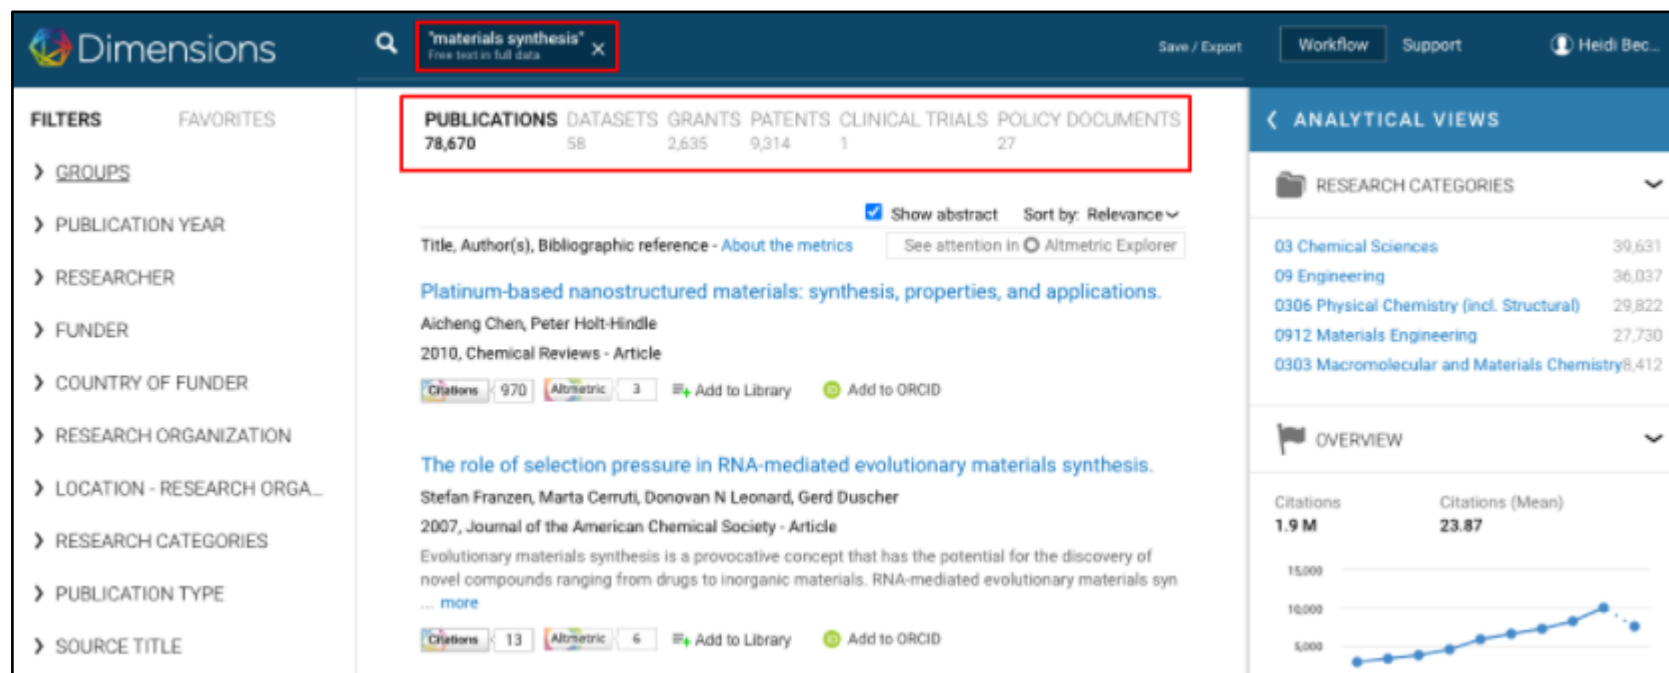 Dimensions
"materials synthesis"
Free text in full data
Save / Export
Workflow
Support
Heidi Bec...
FILTERS
FAVORITES
GROUPS
PUBLICATION YEAR
RESEARCHER
FUNDER
COUNTRY OF FUNDER
RESEARCH ORGANIZATION
LOCATION - RESEARCH ORGA...
RESEARCH CATEGORIES
PUBLICATION TYPE
SOURCE TITLE
PUBLICATIONS DATASETS GRANTS PATENTS CLINICAL TRIALS POLICY DOCUMENTS
78,670 58 2,635 9,314 1 27
Show abstract Sort by: Relevance
Title, Author(s), Bibliographic reference - About the metrics
See attention in Altmetric Explorer
Platinum-based nanostructured materials: synthesis, properties, and applications.
Aicheng Chen, Peter Holt-Hindle
2010, Chemical Reviews - Article
Citations 970 Altmetric 3 Add to Library iD Add to ORCID
The role of selection pressure in RNA-mediated evolutionary materials synthesis.
Stefan Franzen, Marta Cerruti, Donovan N Leonard, Gerd Duscher
2007, Journal of the American Chemical Society - Article
Evolutionary materials synthesis is a provocative concept that has the potential for the discovery of
novel compounds ranging from drugs to inorganic materials. RNA-mediated evolutionary materials syn
... more
Citations 13 Altmetric 6 Add to Library iD Add to ORCID
ANALYTICAL VIEWS
RESEARCH CATEGORIES
03 Chemical Sciences 39,631
09 Engineering 36,037
0306 Physical Chemistry (incl. Structural) 29,822
0912 Materials Engineering 27,730
0303 Macromolecular and Materials Chemistry 8,412
OVERVIEW
Citations Citations (Mean)
1.9 M 23.87
15,000
10,000
5,000